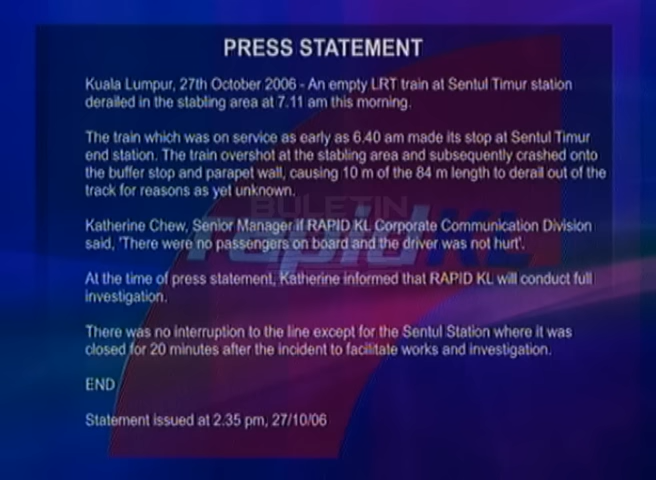 PRESS STATEMENT
Kuala Lumpur, 27th October 2006 - An empty LRT train at Sentul Timur station
derailed in the stabling area at 7.11 am this morning.
The train which was on service as early as 6.40 am made its stop at Sentul Timur
end station. The train overshot at the stabling area and subsequently crashed onto
the buffer stop and parapet wall, causing 10 m of the 84 m length to derail out of the
track for reasons as yet unknown.
BULETIN
rapid KL
Katherine Chew, Senior Manager if RAPID KL Corporate Communication Division
said, 'There were no passengers on board and the driver was not hurt'.
At the time of press statement, Katherine informed that RAPID KL will conduct full
investigation.
There was no interruption to the line except for the Sentul Station where it was
closed for 20 minutes after the incident to facilitate works and investigation.
END
Statement issued at 2.35 pm, 27/10/06